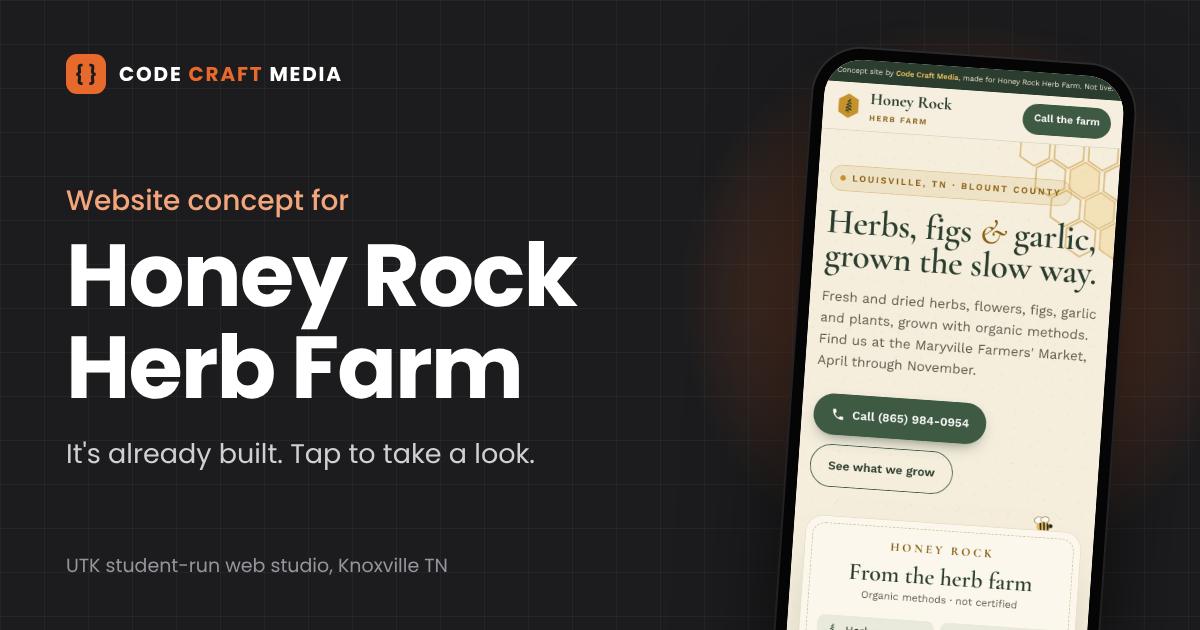 { } CODE CRAFT MEDIA
Website concept for
Honey Rock
Herb Farm
It's already built. Tap to take a look.
UTK student-run web studio, Knoxville TN
Concept site by Code Craft Media, made for Honey Rock Herb Farm. Not live.
Honey Rock
HERB FARM
Call the farm
LOUISVILLE, TN · BLOUNT COUNTY
Herbs, figs & garlic,
grown the slow way.
Fresh and dried herbs, flowers, figs, garlic
and plants, grown with organic methods.
Find us at the Maryville Farmers' Market,
April through November.
Call (865) 984-0954
See what we grow
HONEY ROCK
From the herb farm
Organic methods · not certified